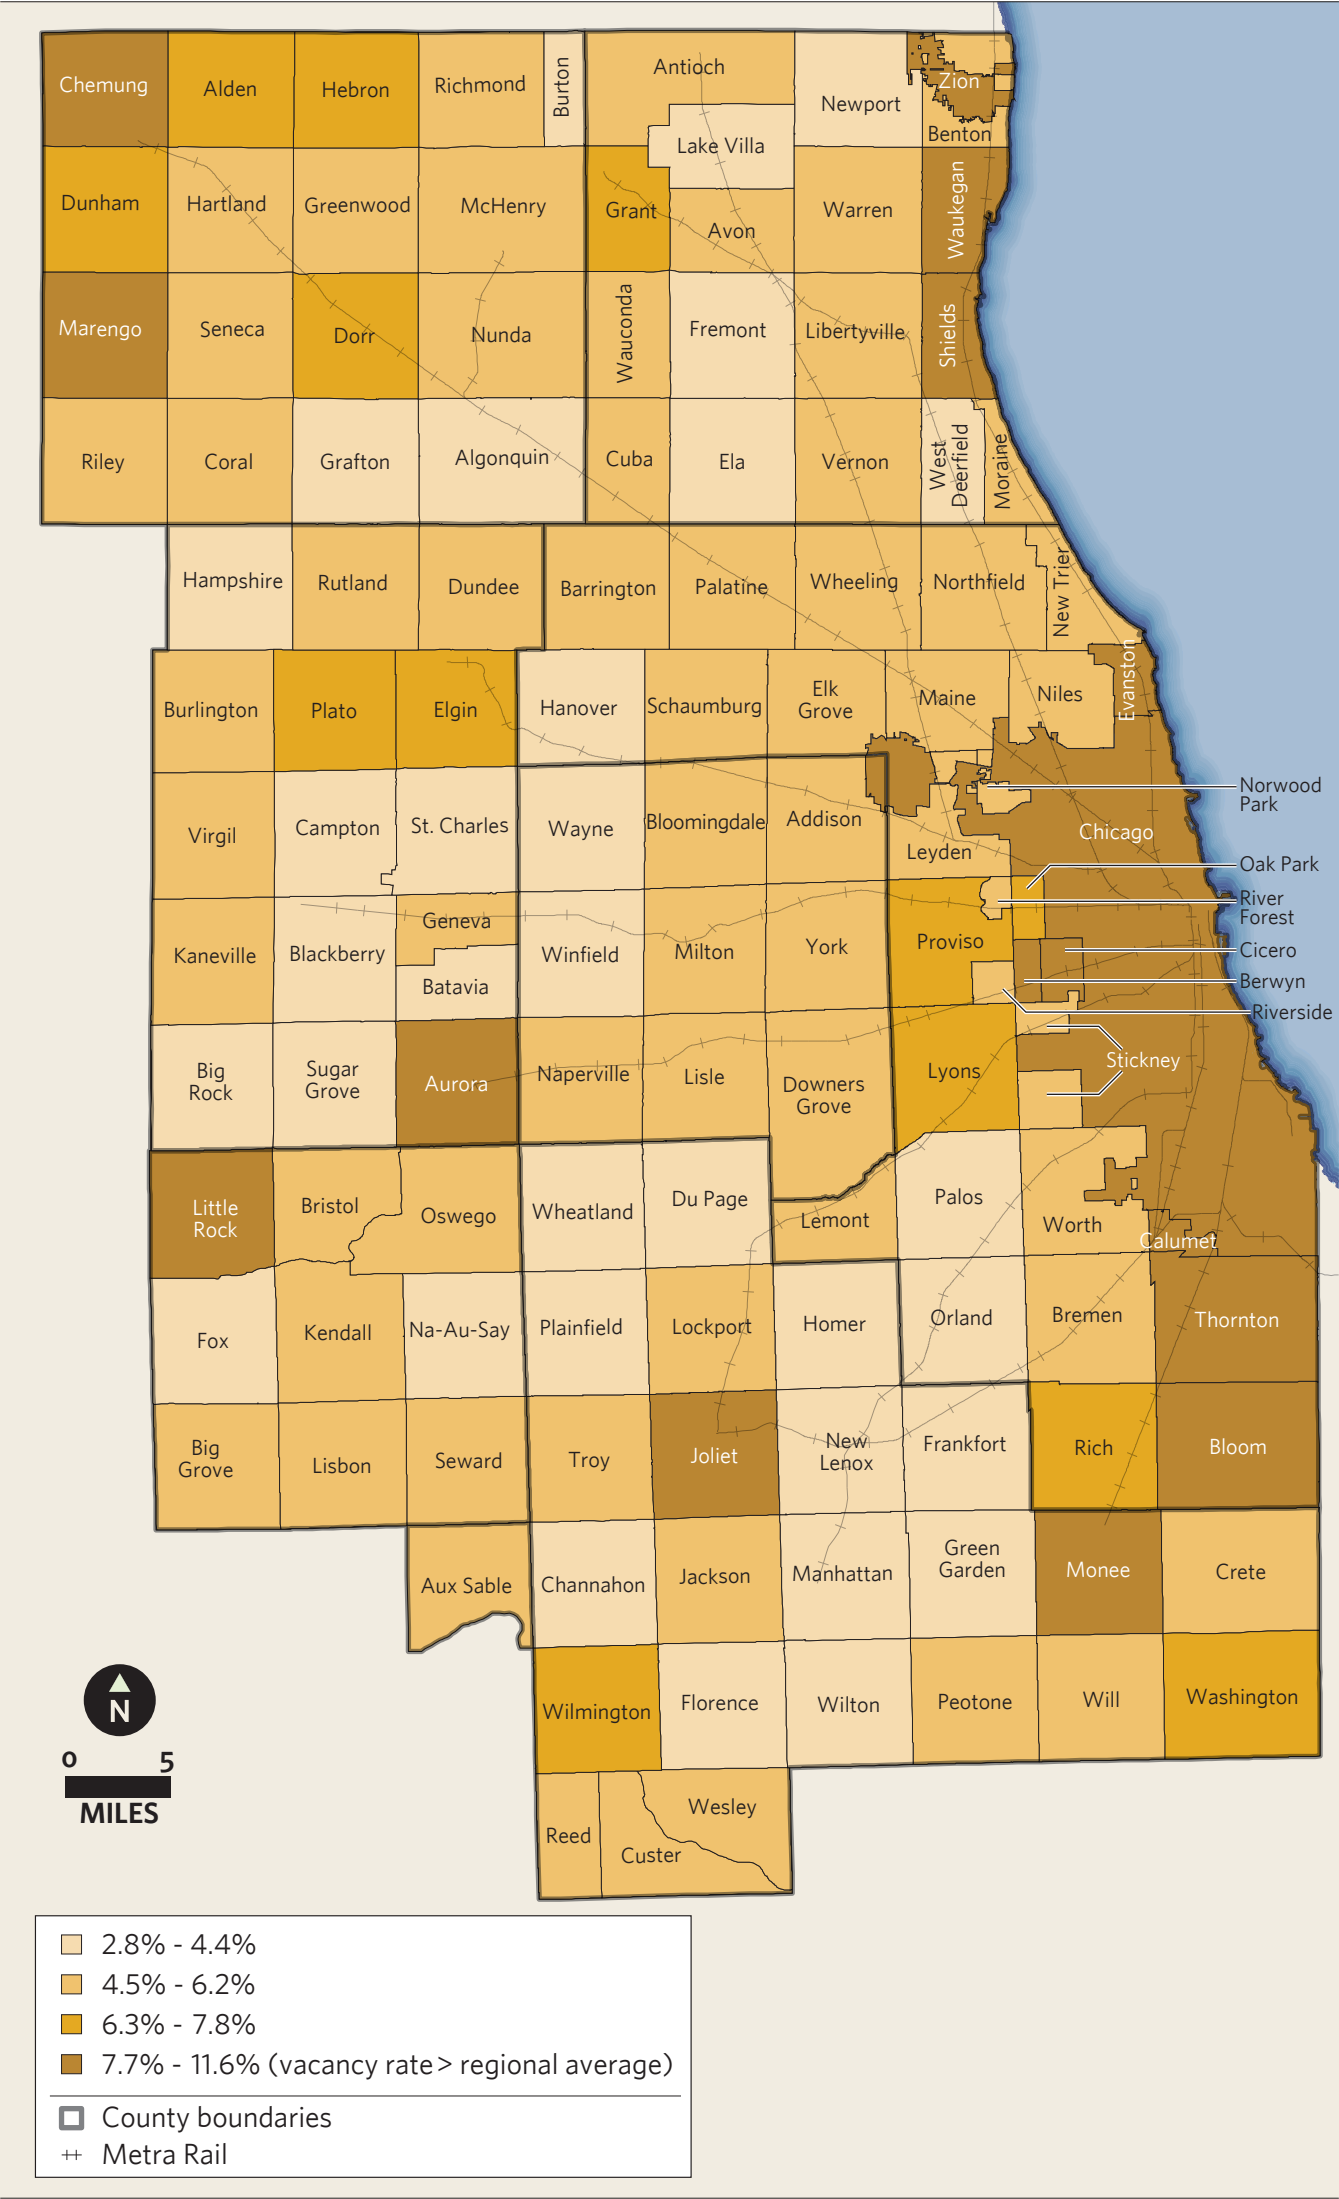 Chemung
Alden
Hebron
Richmond
Burton
Antioch
Newport
Zion
Benton
Lake Villa
Dunham
Hartland
Greenwood
McHenry
Grant
Avon
Warren
Waukegan
Marengo
Seneca
Dorr
Nunda
Wauconda
Fremont
Libertyville
Shields
Riley
Coral
Grafton
Algonquin
Cuba
Ela
Vernon
West
Deerfield
Moraine
Hampshire
Rutland
Dundee
Barrington
Palatine
Wheeling
Northfield
New Trier
Burlington
Plato
Elgin
Hanover
Schaumburg
Elk
Grove
Maine
Niles
Evanston
Norwood
Park
Virgil
Campton
St. Charles
Wayne
Bloomingdale
Addison
Leyden
Chicago
Oak Park
River
Forest
Kaneville
Blackberry
Geneva
Batavia
Winfield
Milton
York
Proviso
Cicero
Berwyn
Riverside
Big
Rock
Sugar
Grove
Aurora
Naperville
Lisle
Downers
Grove
Lyons
Stickney
Little
Rock
Bristol
Oswego
Wheatland
Du Page
Lemont
Palos
Worth
Calumet
Fox
Kendall
Na-Au-Say
Plainfield
Lockport
Homer
Orland
Bremen
Thornton
Big
Grove
Lisbon
Seward
Troy
Joliet
New
Lenox
Frankfort
Rich
Bloom
Aux Sable
Channahon
Jackson
Manhattan
Green
Garden
Monee
Crete
Wilmington
Florence
Wilton
Peotone
Will
Washington
Reed
Custer
Wesley
N
0 5
MILES
2.8% - 4.4%
4.5% - 6.2%
6.3% - 7.8%
7.7% - 11.6% (vacancy rate > regional average)
County boundaries
Metra Rail